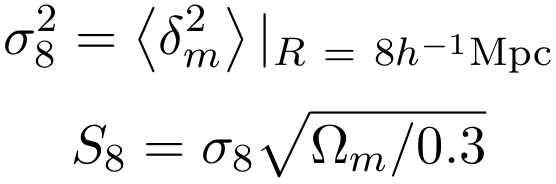 σ₈² = ⟨δₘ²⟩ |_{R = 8h⁻¹Mpc}
S₈ = σ₈√(Ωₘ/0.3)